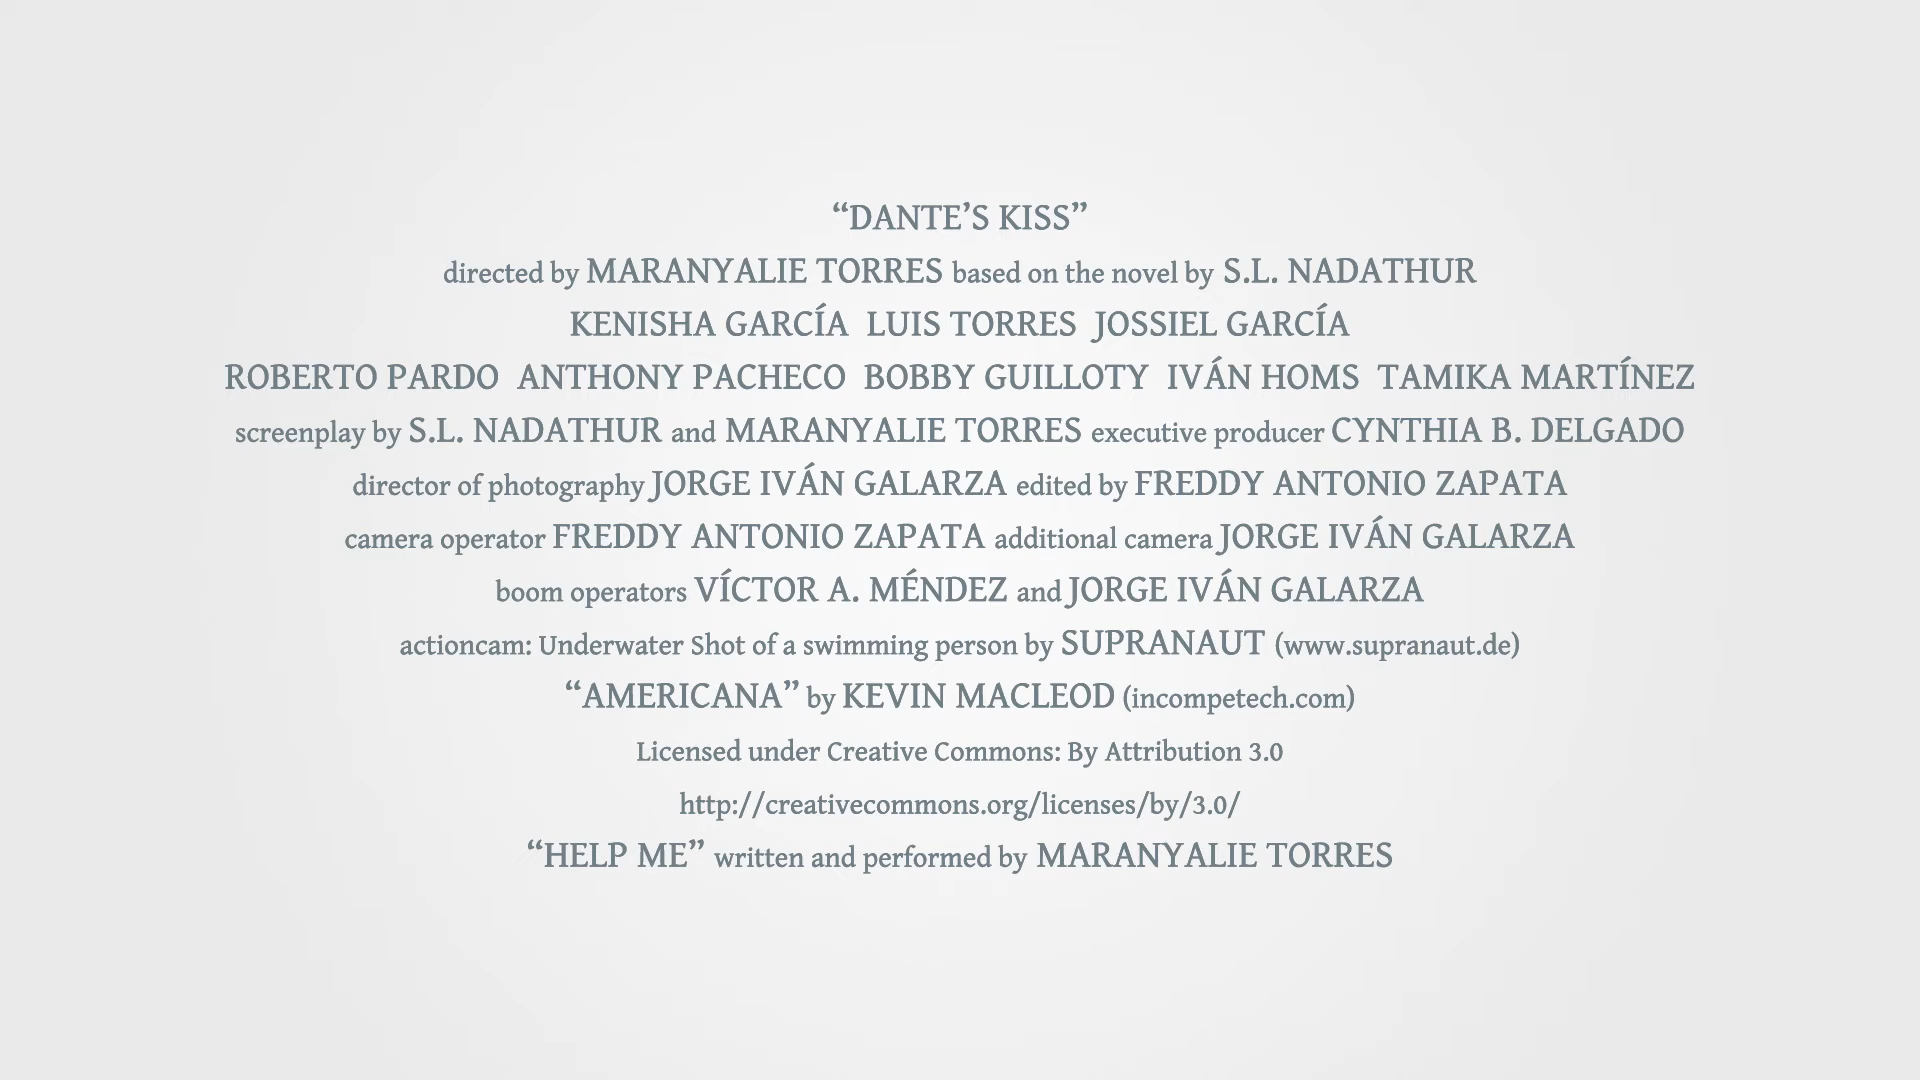 “DANTE’S KISS”
directed by MARANYALIE TORRES based on the novel by S.L. NADATHUR
KENISHA GARCÍA LUIS TORRES JOSSIEL GARCÍA
ROBERTO PARDO ANTHONY PACHECO BOBBY GUILLOTY IVÁN HOMS TAMIKA MARTÍNEZ
screenplay by S.L. NADATHUR and MARANYALIE TORRES executive producer CYNTHIA B. DELGADO
director of photography JORGE IVÁN GALARZA edited by FREDDY ANTONIO ZAPATA
camera operator FREDDY ANTONIO ZAPATA additional camera JORGE IVÁN GALARZA
boom operators VÍCTOR A. MÉNDEZ and JORGE IVÁN GALARZA
actioncam: Underwater Shot of a swimming person by SUPRANAUT (www.supranaut.de)
“AMERICANA” by KEVIN MACLEOD (incompetech.com)
Licensed under Creative Commons: By Attribution 3.0
http://creativecommons.org/licenses/by/3.0/
“HELP ME” written and performed by MARANYALIE TORRES